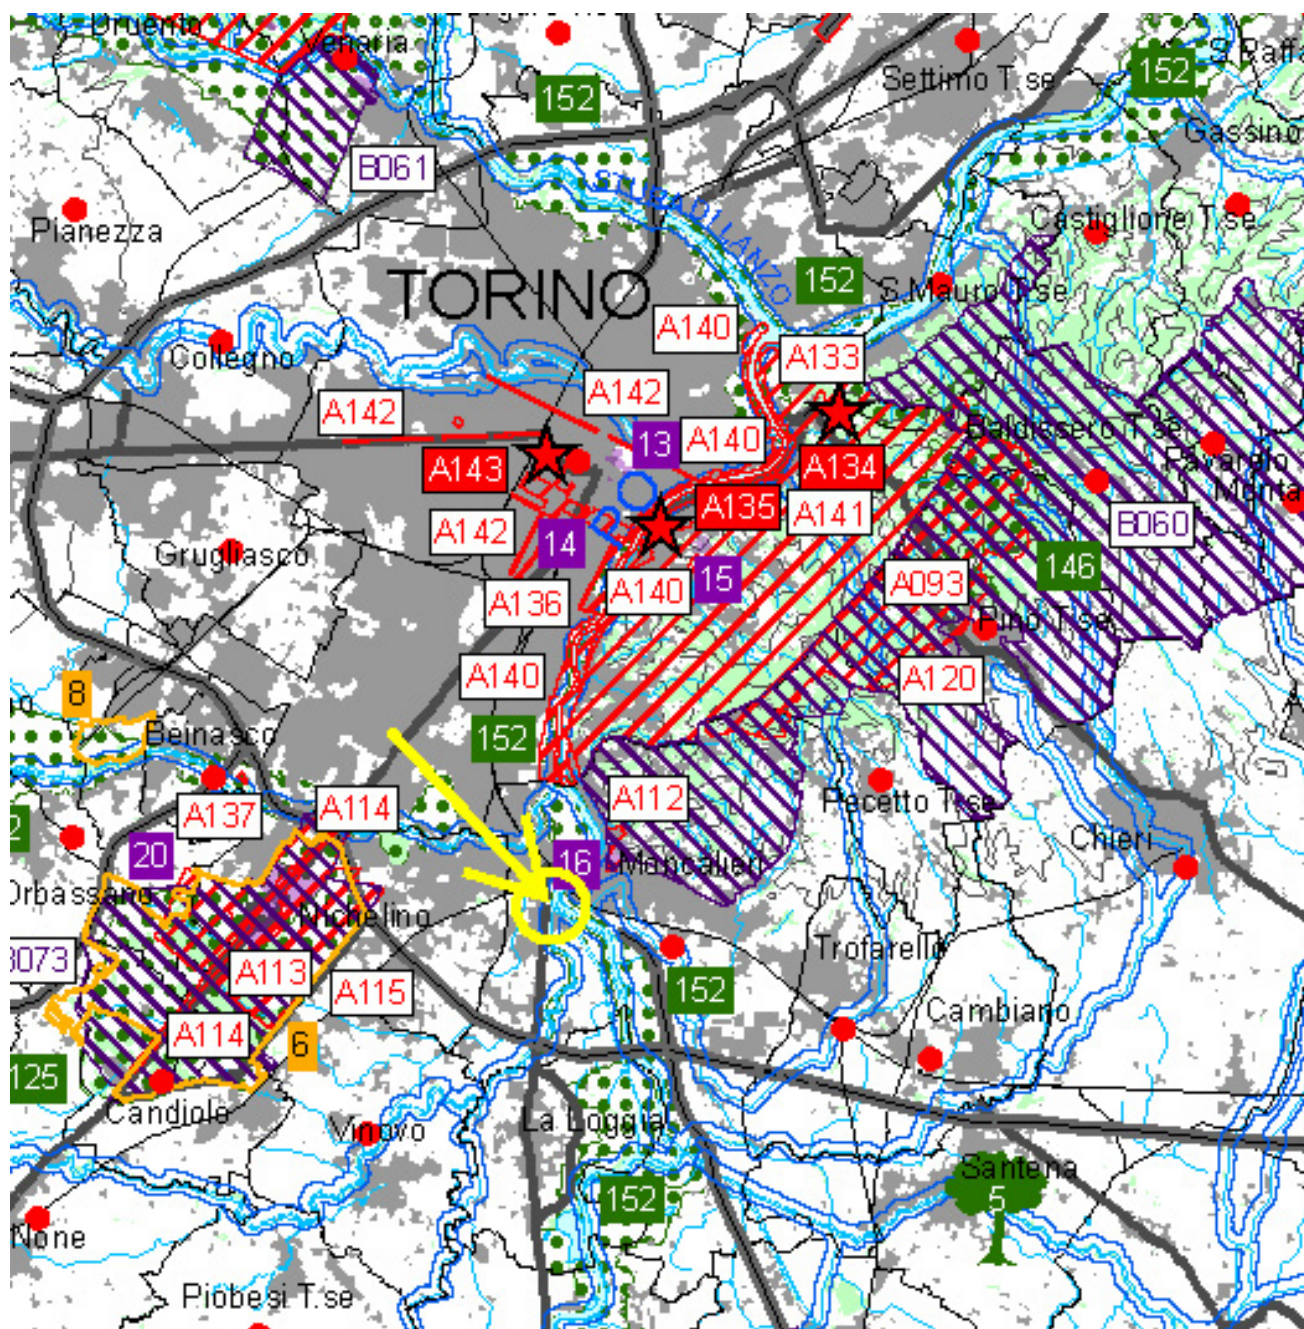 Druento
Venaria
152
Settimo T.se
152
S.Raffa
Gassino
B061
Pianezza
STURA DI LANZO
Castiglione T.se
TORINO
152
S.Mauro T.se
A140
A133
Collegno
A142
A142
13
A140
Baldissero T.se
A143
A134
Pavarolo
PO
A135
A141
Monta
B060
A142
14
Grugliasco
15
146
A136
A140
A093
Pino T.se
A140
A120
8
152
Beinasco
A112
Pecetto T.se
A137
A114
Chieri
20
16
Moncalieri
Orbassano
Nichelino
Trofarello
B073
A113
A115
152
Cambiano
A114
6
125
Candiolo
Vinovo
La Loggia
Santena
152
5
None
Piobesi T.se